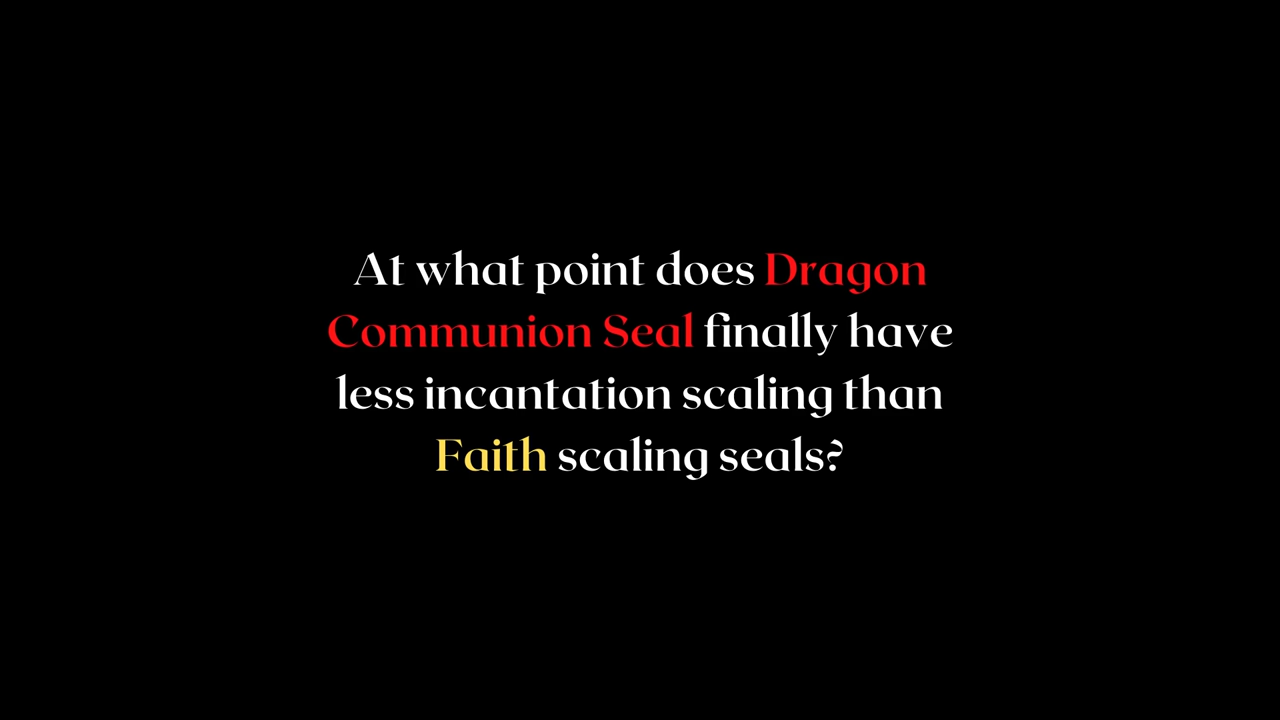 At what point does Dragon
Communion Seal finally have
less incantation scaling than
Faith scaling seals?